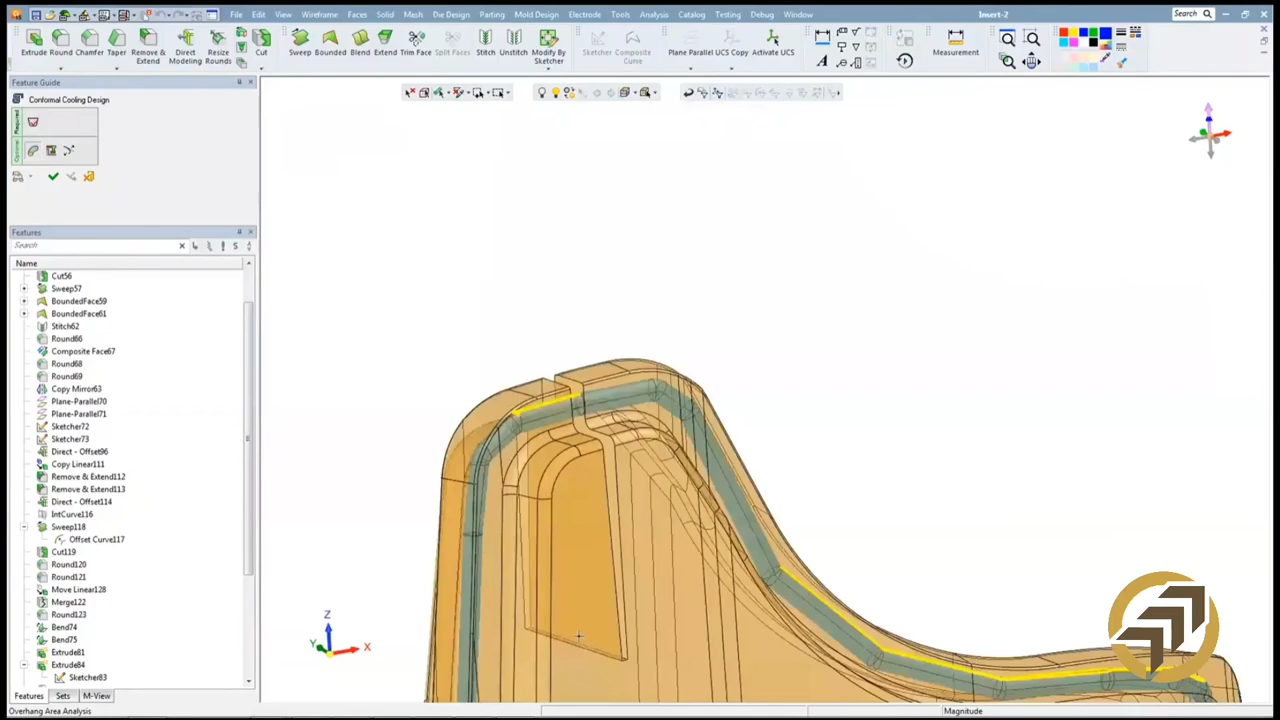 File Edit View Wireframe Faces Solid Mesh Die Design Parting Mold Design Electrode Tools Analysis Catalog Testing Debug Window
Insert-2
Search
Extrude Round Chamfer Taper Remove & Extend Direct Modeling Resize Rounds Cut Sweep Bounded Blend Extend Trim Face Split Faces Stitch Unstitch Modify By Sketcher Sketcher Composite Curve Plane Parallel UCS Copy Activate UCS Measurement
Feature Guide
Conformal Cooling Design
Required
Optional
Features
Search
Name
Cut56
Sweep57
BoundedFace59
BoundedFace61
Stitch62
Round66
Composite Face67
Round68
Round69
Copy Mirror63
Plane-Parallel70
Plane-Parallel71
Sketcher72
Sketcher73
Direct - Offset96
Copy Linear111
Remove & Extend112
Remove & Extend113
Direct - Offset114
IntCurve116
Sweep118
Offset Curve117
Cut119
Round120
Round121
Move Linear128
Merge122
Round123
Bend74
Bend75
Extrude81
Extrude84
Sketcher83
Z
Y
X
Features Sets M-View
Overhang Area Analysis
Magnitude